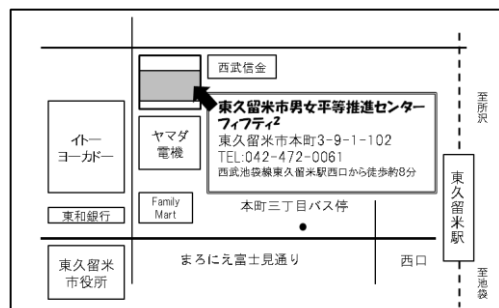 西武信金
東久留米市男女平等推進センター
フィフティ²
東久留米市本町3-9-1-102
TEL:042-472-0061
西武池袋線東久留米駅西口から徒歩約8分
至所沢
イトー
ヨーカドー
ヤマダ
電機
東久留米駅
Family
Mart
本町三丁目バス停
東和銀行
東久留米
市役所
まろにえ富士見通り
西口
至池袋